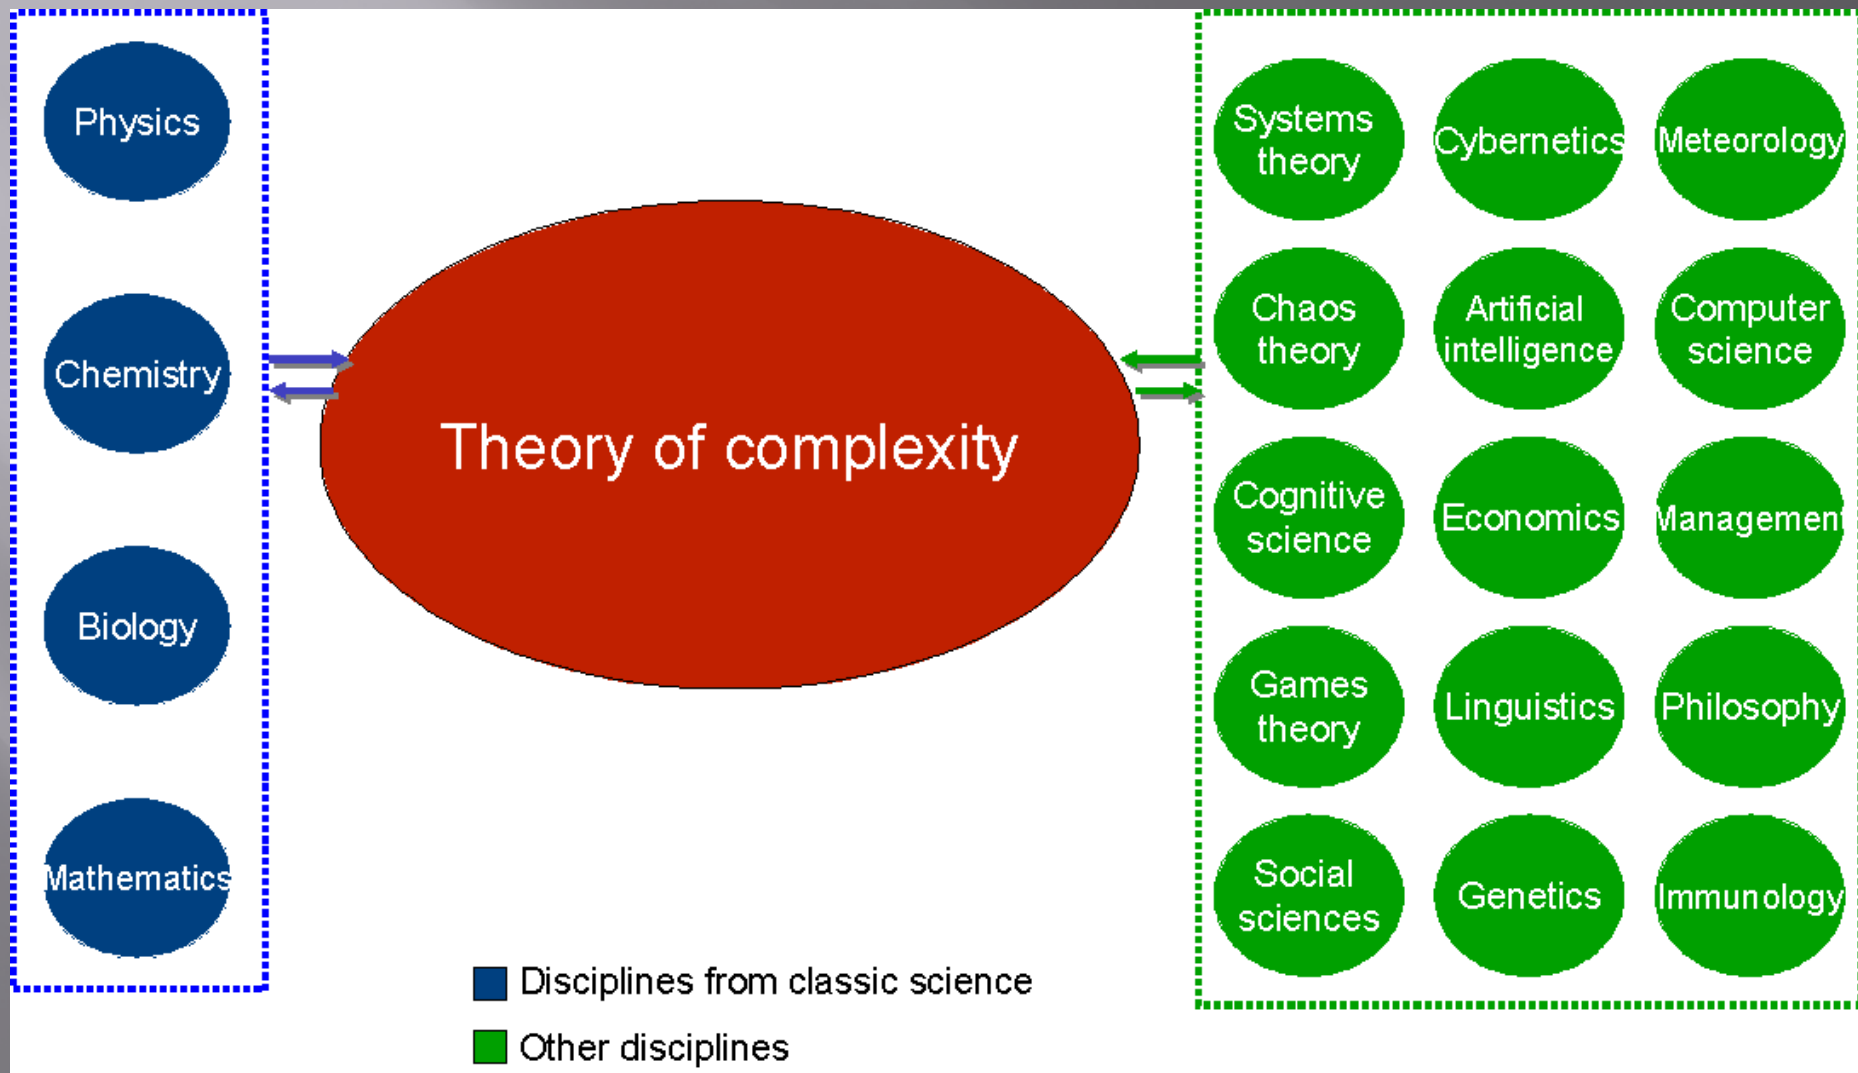 Physics
Chemistry
Biology
Mathematics
Theory of complexity
Systems
theory
Cybernetics
Meteorology
Chaos
theory
Artificial
intelligence
Computer
science
Cognitive
science
Economics
Management
Games
theory
Linguistics
Philosophy
Social
sciences
Genetics
Immunology
Disciplines from classic science
Other disciplines